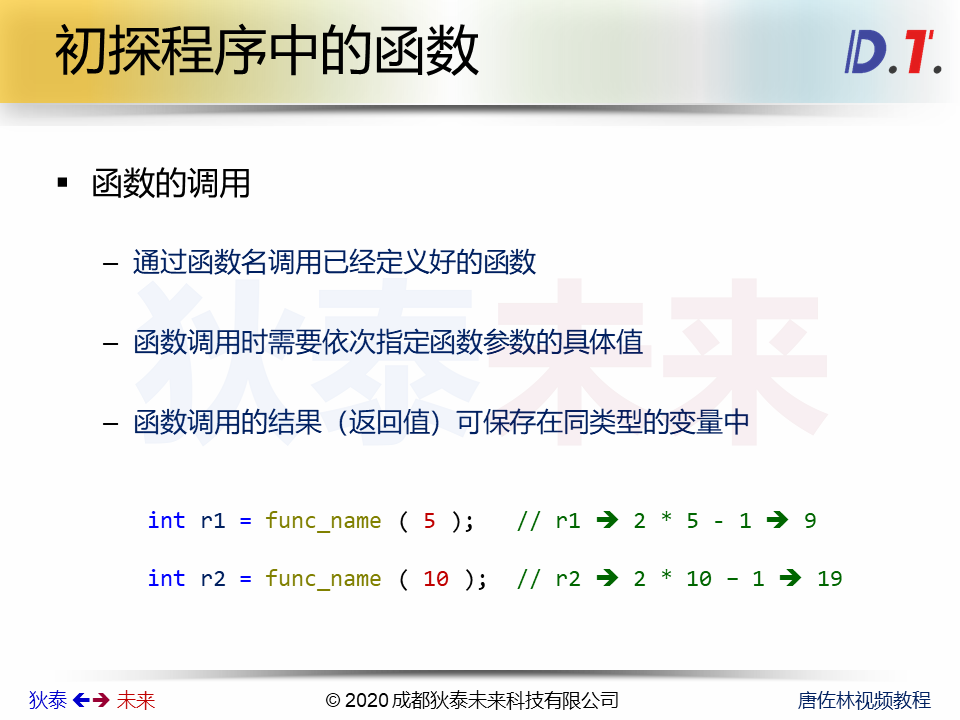 初探程序中的函数
D.T.
▪ 函数的调用
– 通过函数名调用已经定义好的函数
– 函数调用时需要依次指定函数参数的具体值
– 函数调用的结果（返回值）可保存在同类型的变量中
狄泰未来
int r1 = func_name ( 5 ); // r1 ➔ 2 * 5 - 1 ➔ 9
int r2 = func_name ( 10 ); // r2 ➔ 2 * 10 – 1 ➔ 19
狄泰 🡸🡺 未来
© 2020 成都狄泰未来科技有限公司
唐佐林视频教程